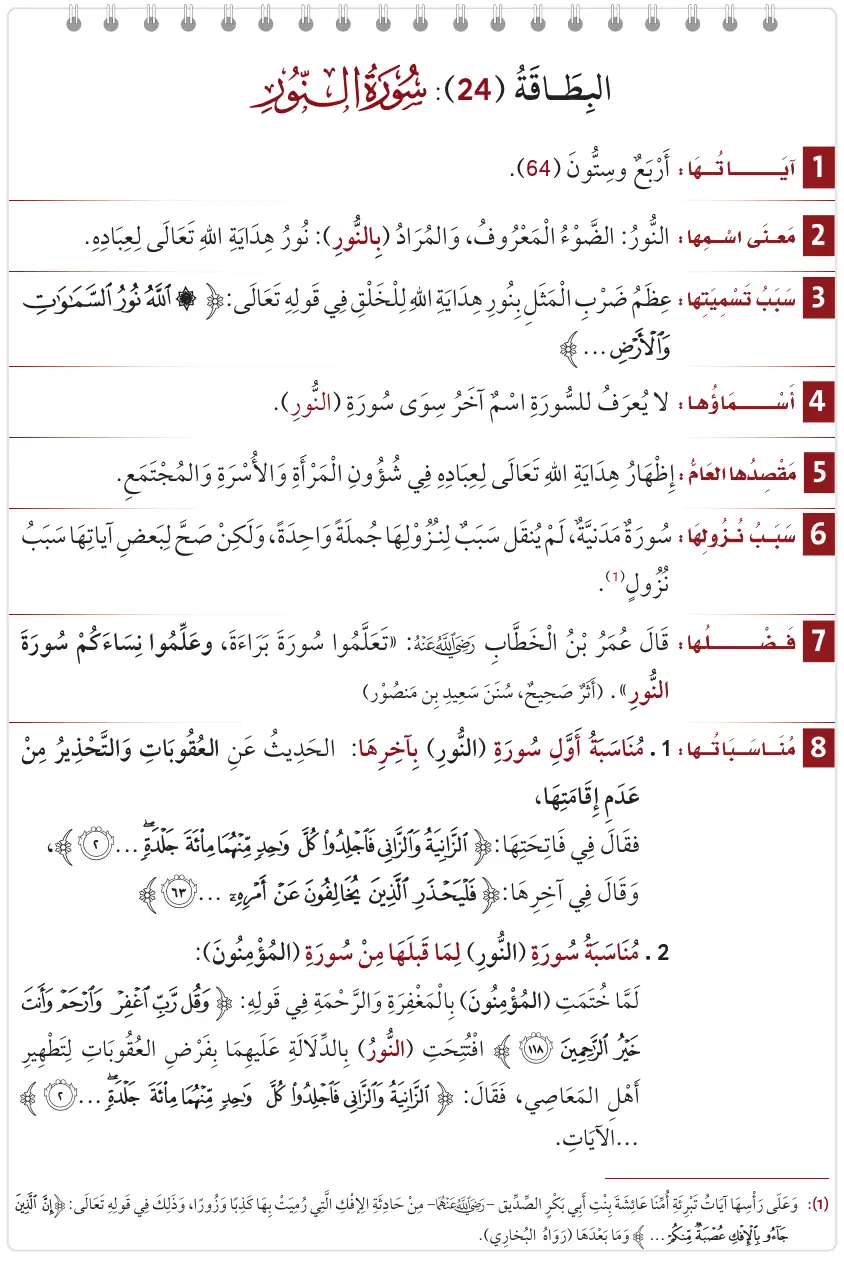 البِطَاقَةُ (24): سُورَةُ النُّورِ
1 آيَاتُهَا: أَرْبَعٌ وسِتُّونَ (64).
2 مَعنَى اسْمِها: النُّورُ: الضَّوْءُ الْمَعْرُوفُ، وَالمُرَادُ (بِالنُّورِ): نُورُ هِدَايَةِ اللهِ تَعَالَى لِعِبَادِهِ.
3 سَبَبُ تَسْمِيَتِها: عِظَمُ ضَرْبِ الْمَثَلِ بِنُورِ هِدَايَةِ اللهِ لِلْخَلْقِ فِي قَولِهِ تَعَالَى: ﴿۞ ٱللَّهُ نُورُ ٱلسَّمَٰوَٰتِ
وَٱلۡأَرۡضِ ... ﴾
4 أَسْمَاؤُها: لا يُعرَفُ للسُّورَةِ اسْمٌ آخَرُ سِوَى سُورَةِ (النُّورِ).
5 مَقْصِدُها العَامُّ: إِظْهَارُ هِدَايَةِ اللهِ تَعَالَى لِعِبَادِهِ فِي شُؤُونِ الْمَرْأَةِ وَالأُسْرَةِ وَالمُجْتَمَعِ.
6 سَبَبُ نُزُولِهَا: سُورَةٌ مَدَنيَّةٌ، لَمْ يُنقَل سَبَبٌ لِنُزُوْلِهَا جُملَةً وَاحِدَةً، وَلَكِنْ صَحَّ لِبَعضِ آياتِهَا سَبَبُ
نُزُولٍ(1).
7 فَضْلُها: قَالَ عُمَرُ بْنُ الْخَطَّابِ رَضِيَ اللَّهُ عَنْهُ: «تَعَلَّمُوا سُورَةَ بَرَاءَةَ، وعَلِّمُوا نِسَاءَكُمْ سُورَةَ
النُّورِ». (أَثَرٌ صَحِيحٌ، سُنَن سَعِيدِ بِن مَنصُوْر)
8 مُنَاسَبَاتُها: 1. مُنَاسَبَةُ أَوَّلِ سُورَةِ (النُّورِ) بِآخِرِهَا: الحَدِيثُ عَنِ العُقُوبَاتِ وَالتَّحْذِيرُ مِنْ
عَدَمِ إِقَامَتِهَا،
فقَالَ فِي فَاتِحَتِهَا: ﴿ ٱلزَّانِيَةُ وَٱلزَّانِي فَٱجۡلِدُواْ كُلَّ وَٰحِدٖ مِّنۡهُمَا مِاْئَةَ جَلۡدَةٖۖ ...٢ ﴾،
وَقَالَ فِي آخِرِهَا: ﴿ فَلۡيَحۡذَرِ ٱلَّذِينَ يُخَالِفُونَ عَنۡ أَمۡرِهِۦٓ ...٦٣ ﴾
2. مُنَاسَبَةُ سُورَةِ (النُّورِ) لِمَا قَبلَهَا مِنْ سُورَةِ (المُؤْمِنُونَ):
لَمَّا خُتَمَتِ (المُؤْمِنُونَ) بِالْمَغْفِرَةِ وَالرَّحْمَةِ فِي قَولِهِ: ﴿ وَقُل رَّبِّ ٱغۡفِرۡ وَٱرۡحَمۡ وَأَنتَ
خَيۡرُ ٱلرَّٰحِمِينَ ١١٨ ﴾ افْتُتِحَتِ (النُّورُ) بِالدِّلَالَةِ عَلَيهِمَا بِفَرْضِ العُقُوبَاتِ لِتَطْهِيرِ
أَهْلِ المَعَاصِي، فَقَالَ: ﴿ ٱلزَّانِيَةُ وَٱلزَّانِي فَٱجۡلِدُواْ كُلَّ وَٰحِدٖ مِّنۡهُمَا مِاْئَةَ جَلۡدَةٖۖ ...٢ ﴾
...الآيَاتِ.
(1): وَعَلَى رَأْسِهَا آيَاتُ تَبْرِئَةِ أُمِّنَا عَائِشَةَ بِنْتِ أَبِي بَكْرٍ الصِّدِّيق -رَضِيَ اللَّهُ عَنْهُمَا- مِنْ حَادِثَةِ الإِفْكِ الَّتِي رُمِيَتْ بِهَا كَذِبًا وَزُورًا، وَذَلِكَ فِي قَولِهِ تَعَالَى: ﴿إِنَّ ٱلَّذِينَ
جَآءُو بِٱلۡإِفۡكِ عُصۡبَةٞ مِّنكُمۡۚ ... ﴾ وَمَا بَعْدَهَا (رَوَاهُ البُخَارِي).